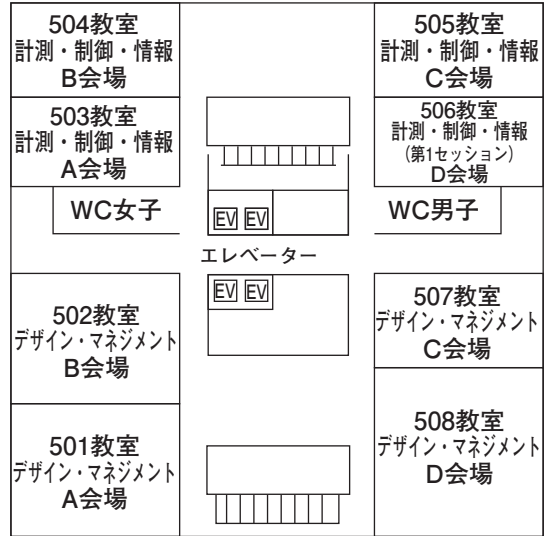 504教室
計測・制御・情報
B会場
503教室
計測・制御・情報
A会場
WC女子
502教室
デザイン・マネジメント
B会場
501教室
デザイン・マネジメント
A会場
EV EV
エレベーター
EV EV
505教室
計測・制御・情報
C会場
506教室
計測・制御・情報
(第1セッション)
D会場
WC男子
507教室
デザイン・マネジメント
C会場
508教室
デザイン・マネジメント
D会場